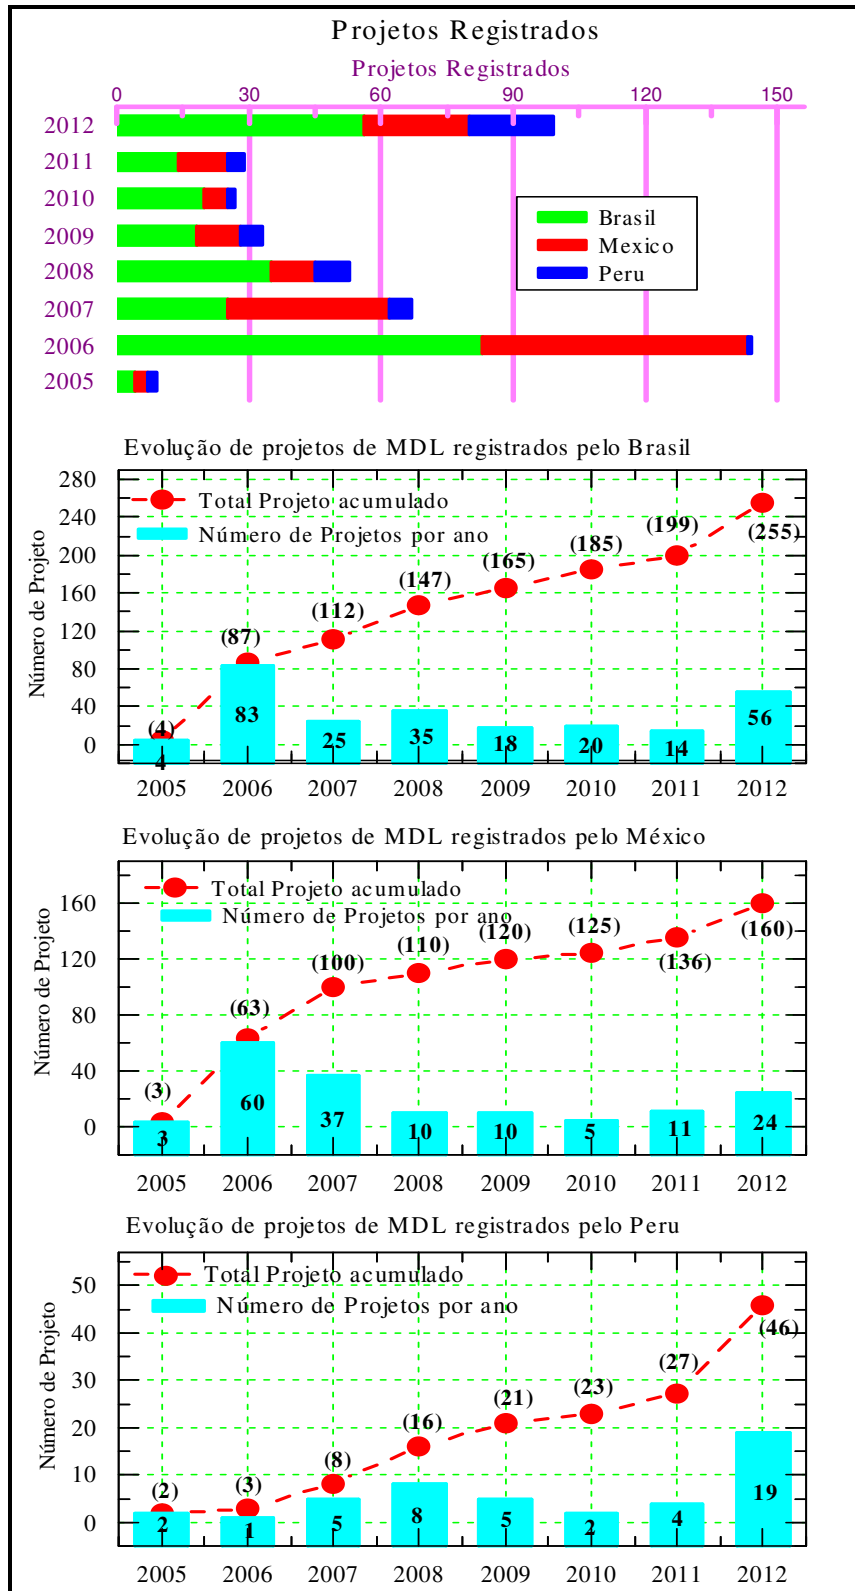 Projetos Registrados
Projetos Registrados
0 30 60 90 120 150
2012
2011
2010
2009
2008
2007
2006
2005
Brasil
Mexico
Peru
Evolução de projetos de MDL registrados pelo Brasil
Número de Projeto
280
240
200
160
120
80
40
0
Total Projeto acumulado
Número de Projetos por ano
(4) (87) (112) (147) (165) (185) (199) (255)
4 83 25 35 18 20 14 56
2005 2006 2007 2008 2009 2010 2011 2012
Evolução de projetos de MDL registrados pelo México
Número de Projeto
160
120
80
40
0
Total Projeto acumulado
Número de Projetos por ano
(3) (63) (100) (110) (120) (125) (136) (160)
3 60 37 10 10 5 11 24
2005 2006 2007 2008 2009 2010 2011 2012
Evolução de projetos de MDL registrados pelo Peru
Número de Projeto
50
40
30
20
10
0
Total Projeto acumulado
Número de Projetos por ano
(2) (3) (8) (16) (21) (23) (27) (46)
2 1 5 8 5 2 4 19
2005 2006 2007 2008 2009 2010 2011 2012